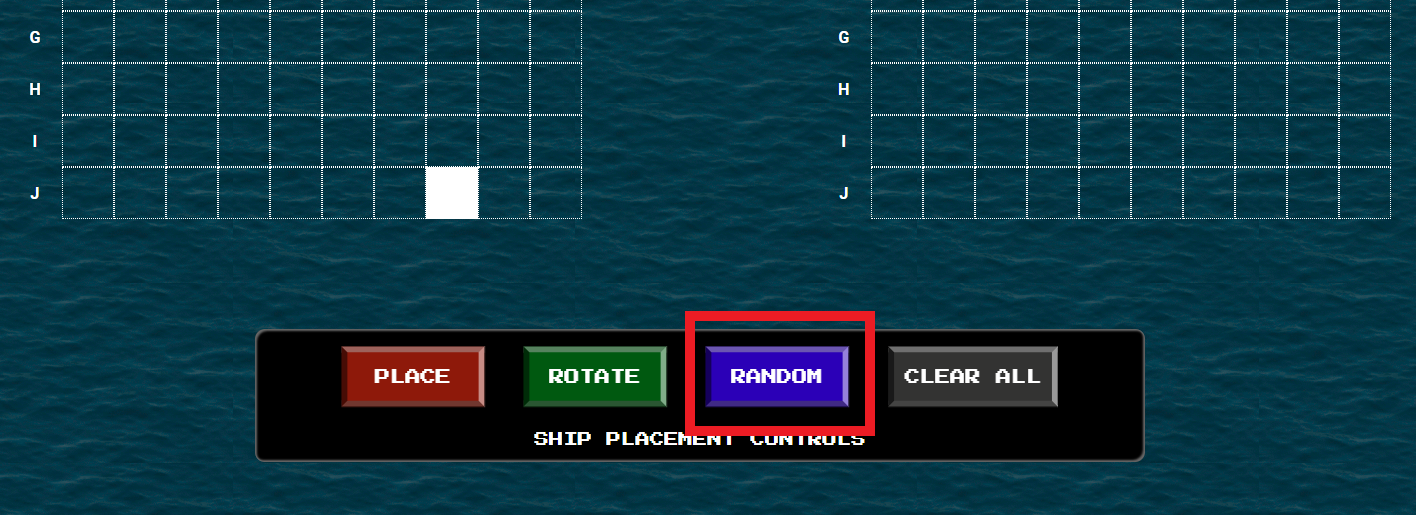 G G
H H
I I
J J
PLACE ROTATE RANDOM CLEAR ALL
SHIP PLACEMENT CONTROLS